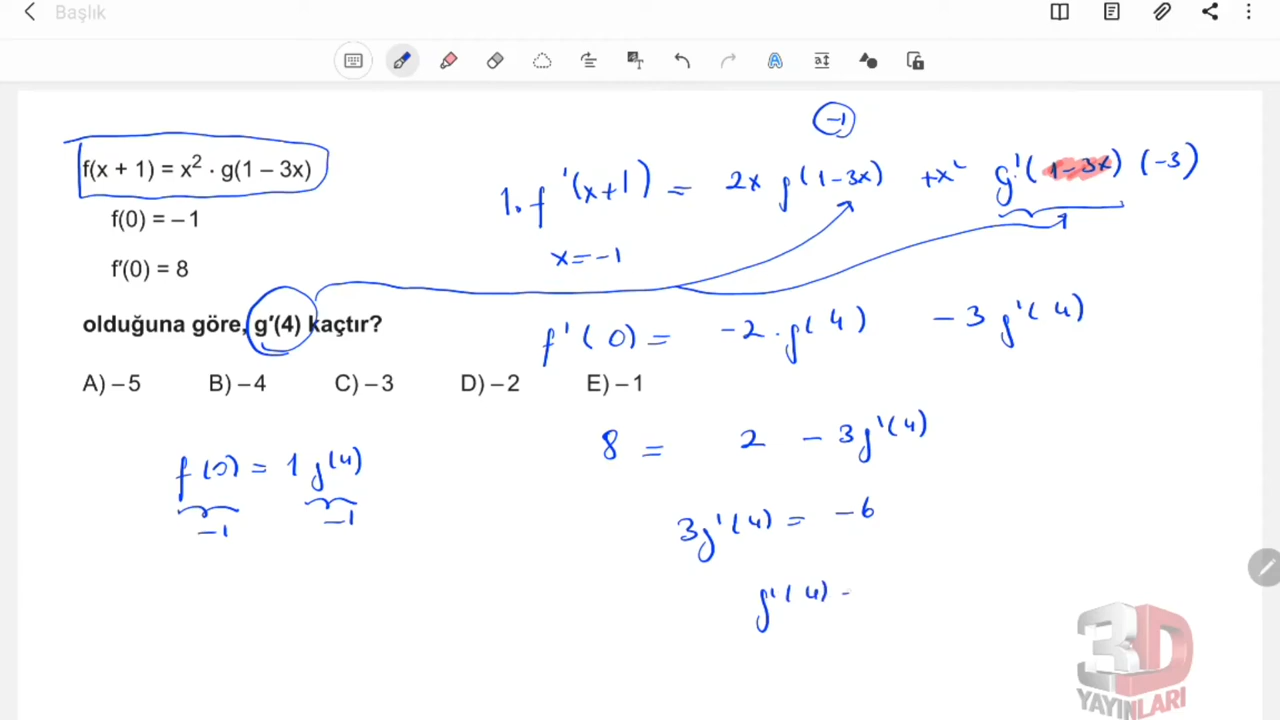 Başlık
f(x + 1) = x² · g(1 – 3x)
f(0) = – 1
f′(0) = 8
olduğuna göre, g′(4) kaçtır?
A) – 5 B) – 4 C) – 3 D) – 2 E) – 1
f(0) = 1 g(4)
-1 -1
-1
1. f'(x+1) = 2x g(1-3x) +x² g'(1-3x) (-3)
x = -1
f'(0) = -2 · g(4) - 3 g'(4)
8 = 2 - 3g'(4)
3g'(4) = -6
g'(4) -
3D
YAYINLARI